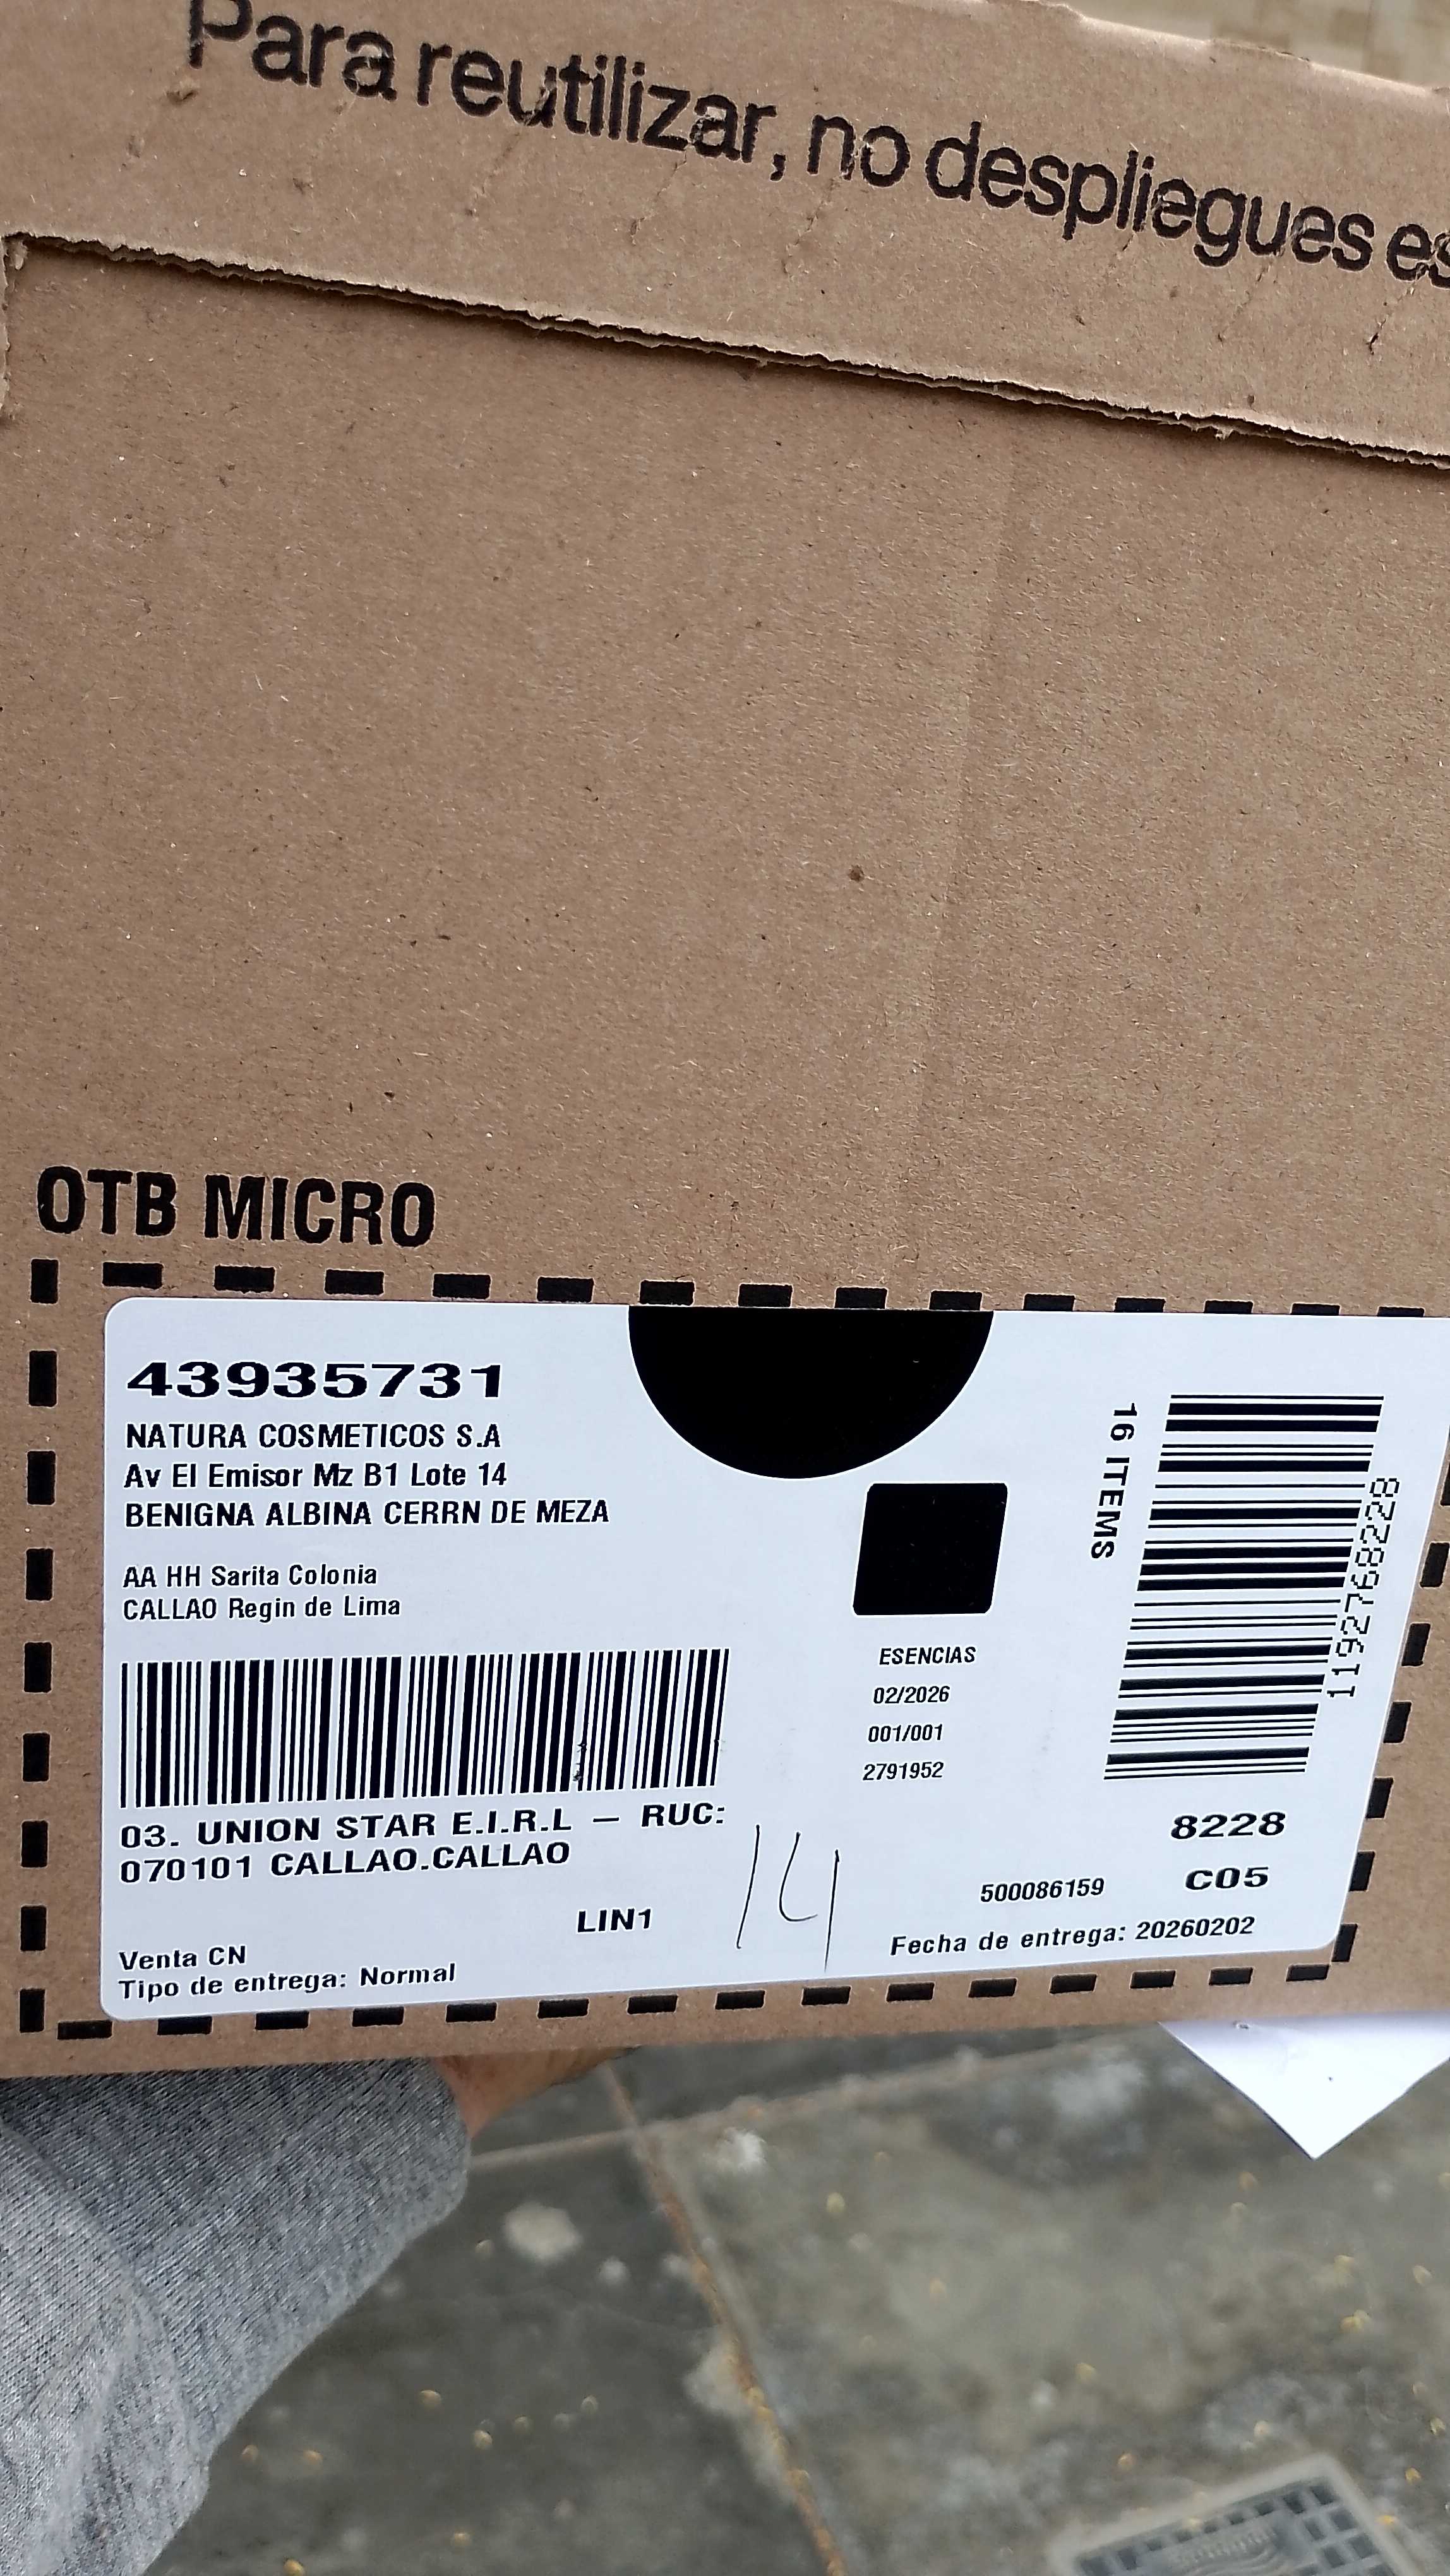 Para reutilizar, no despliegues es
OTB MICRO
43935731
NATURA COSMETICOS S.A
Av El Emisor Mz B1 Lote 14
BENIGNA ALBINA CERRN DE MEZA
AA HH Sarita Colonia
CALLAO Regin de Lima
16 ITEMS
ESENCIAS
02/2026
001/001
2791952
03. UNION STAR E.I.R.L – RUC:
070101 CALLAO.CALLAO
14
8228
C05
500086159
LIN1
Fecha de entrega: 20260202
Venta CN
Tipo de entrega: Normal